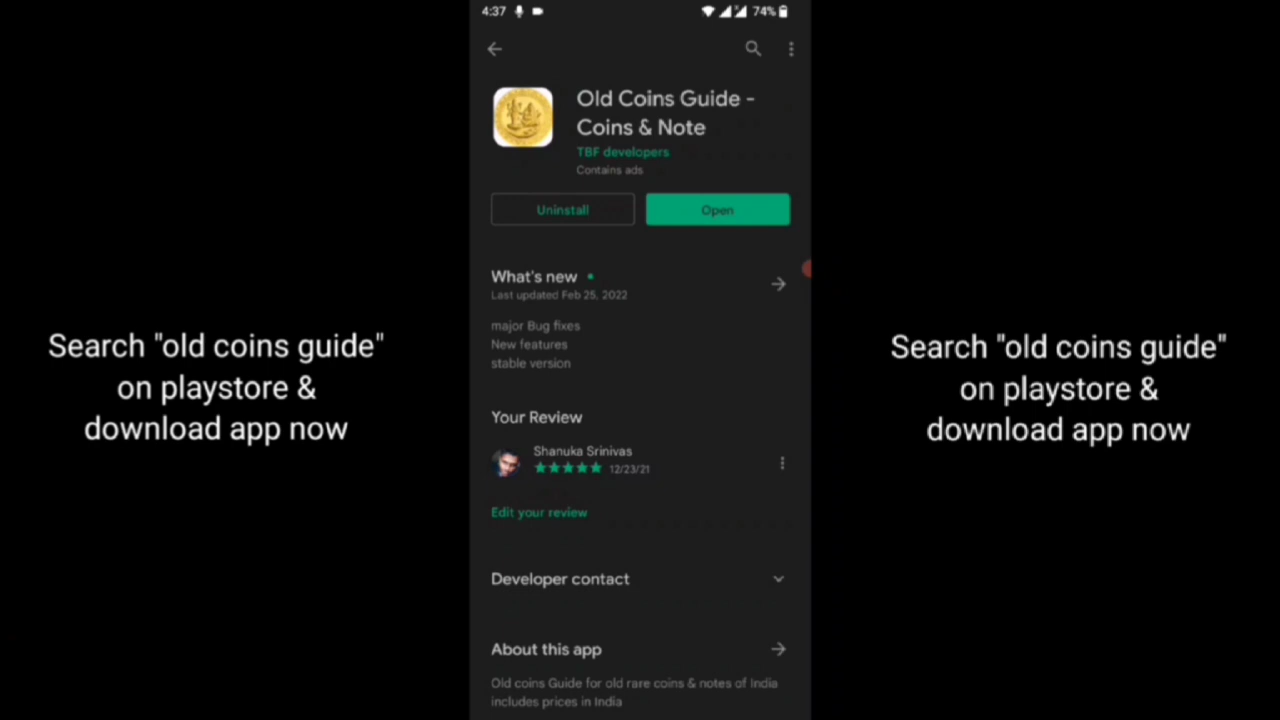 4:37
74%
Old Coins Guide -
Coins & Note
TBF developers
Contains ads
Uninstall
Open
What's new
Last updated Feb 25, 2022
major Bug fixes
New features
stable version
Your Review
Shanuka Srinivas
12/23/21
Edit your review
Developer contact
About this app
Old coins Guide for old rare coins & notes of India
includes prices in India
Search "old coins guide"
on playstore &
download app now
Search "old coins guide"
on playstore &
download app now